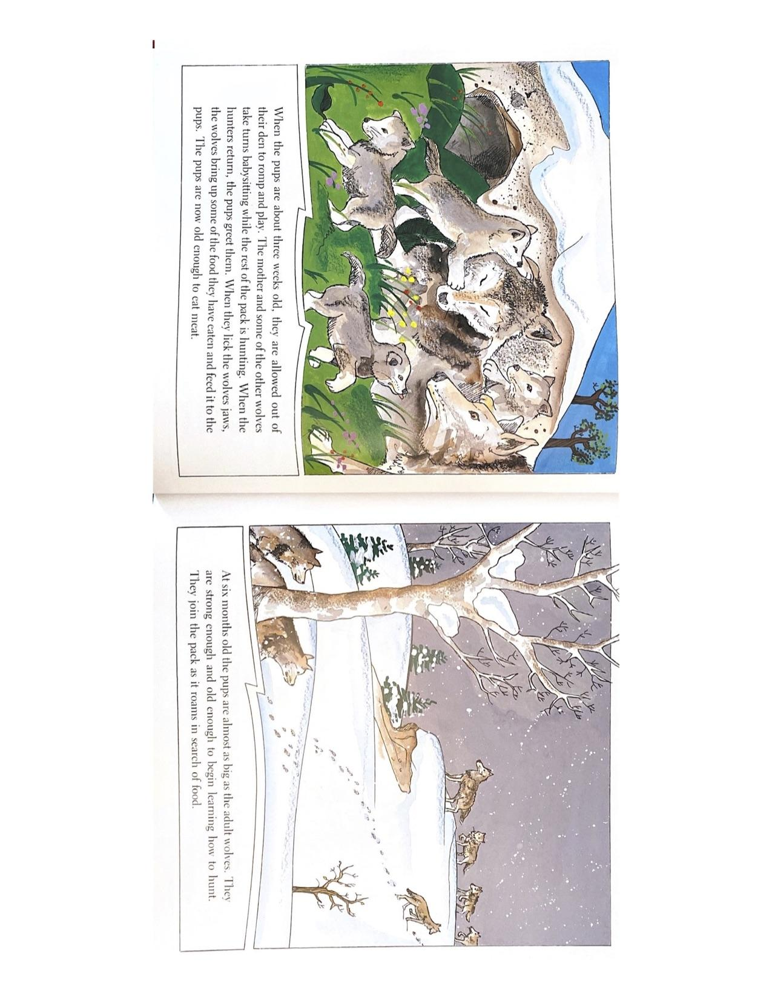 When the pups are about three weeks old, they are allowed out of
their den to romp and play. The mother and some of the other wolves
take turns babysitting while the rest of the pack is hunting. When the
hunters return, the pups greet them. When they lick the wolves jaws,
the wolves bring up some of the food they have eaten and feed it to the
pups. The pups are now old enough to eat meat.
At six months old the pups are almost as big as the adult wolves. They
are strong enough and old enough to begin learning how to hunt.
They join the pack as it roams in search of food.